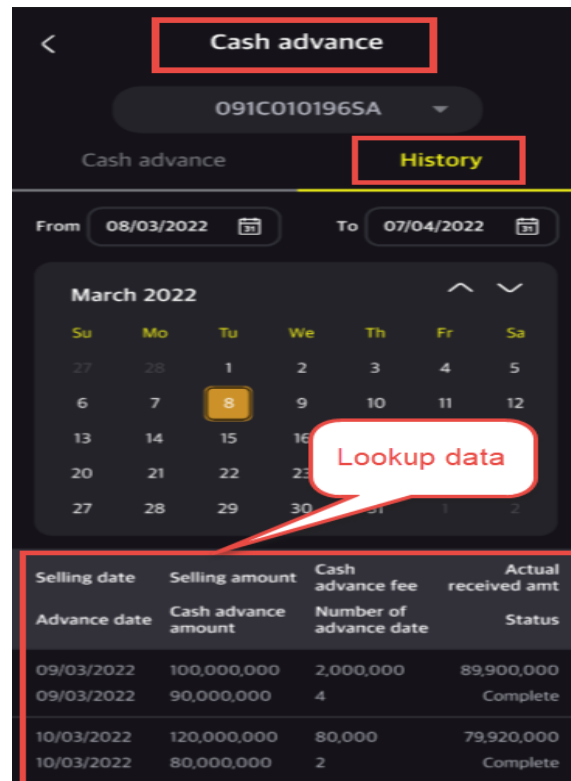 Cash advance
091C010196SA
Cash advance History
From 08/03/2022 31 To 07/04/2022 31
March 2022
Su Mo Tu We Th Fr Sa
27 28 1 2 3 4 5
6 7 8 9 10 11 12
13 14 15 16
Lookup data
20 21 22 23
27 28 29 30 31 1 2
Selling date Selling amount Cash advance fee Actual received amt
Advance date Cash advance amount Number of advance date Status
09/03/2022 100,000,000 2,000,000 89,900,000
09/03/2022 90,000,000 4 Complete
10/03/2022 120,000,000 80,000 79,920,000
10/03/2022 80,000,000 2 Complete